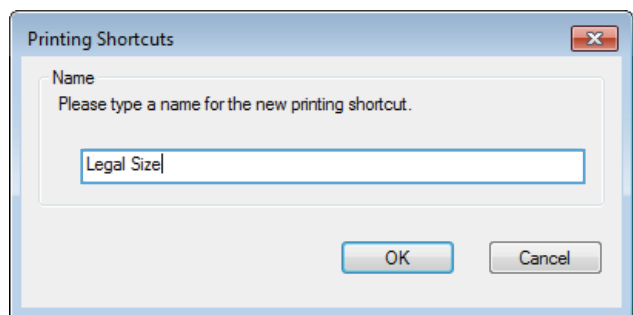 Printing Shortcuts
Name
Please type a name for the new printing shortcut.
Legal Size
OK Cancel